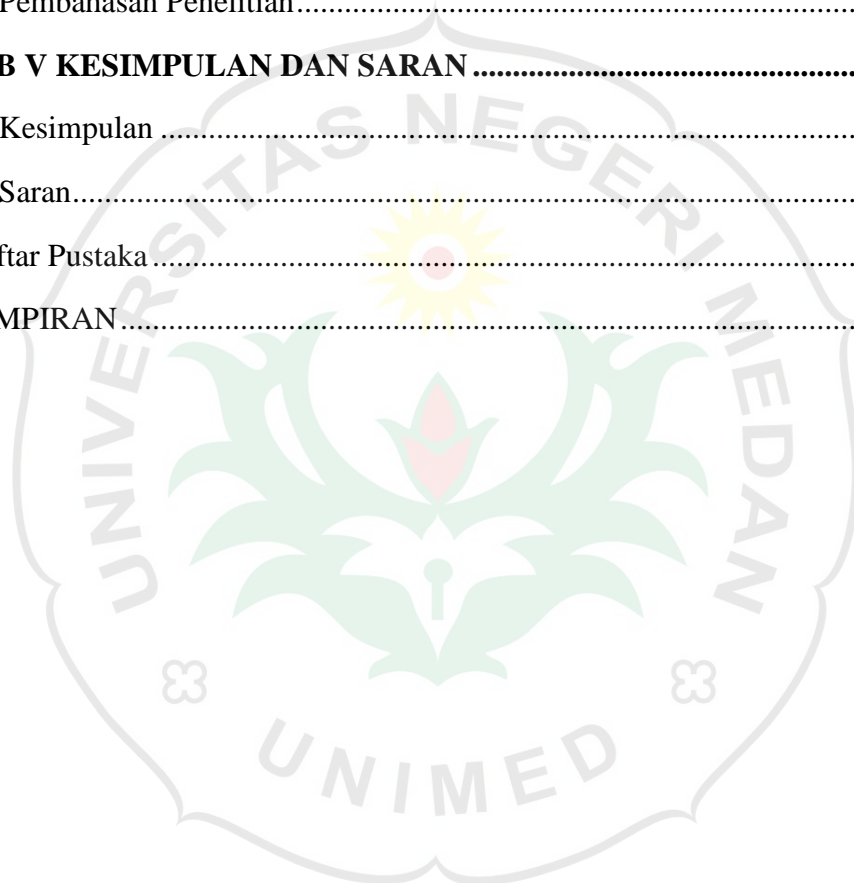 Pembahasan Penelitian..............................................................................
B V KESIMPULAN DAN SARAN..........................................................
Kesimpulan ..............................................................................................
Saran.........................................................................................................
ftar Pustaka...............................................................................................
MPIRAN...................................................................................................
UNIVERSITAS NEGERI MEDAN
UNIMED